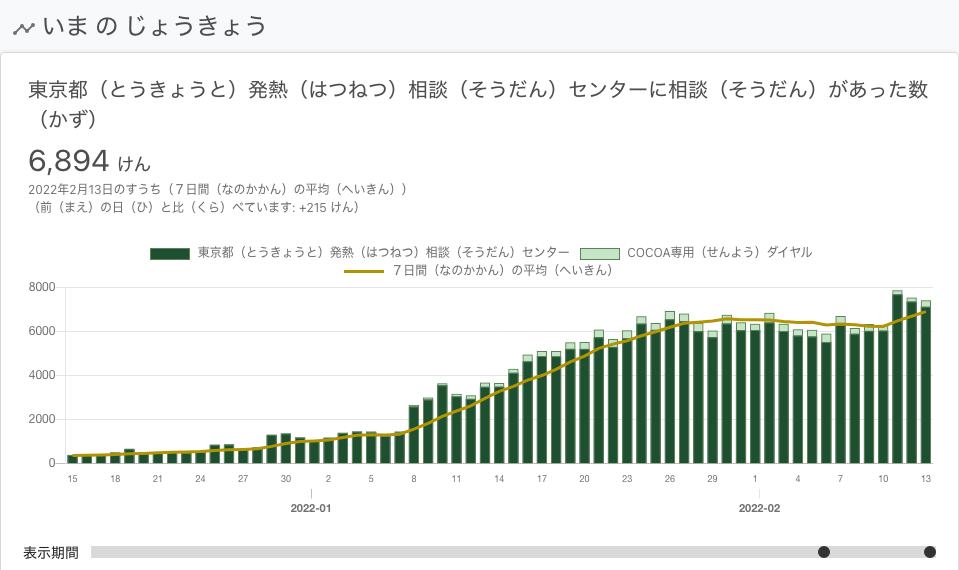 いま の じょうきょう
東京都（とうきょうと）発熱（はつねつ）相談（そうだん）センターに相談（そうだん）があった数
（かず）
6,894 けん
2022年2月13日のすうち（７日間（なのかかん）の平均（へいきん））
（前（まえ）の日（ひ）と比（くら）べています: +215 けん）
東京都（とうきょうと）発熱（はつねつ）相談（そうだん）センター COCOA専用（せんよう）ダイヤル
７日間（なのかかん）の平均（へいきん）
8000
6000
4000
2000
0
15 18 21 24 27 30 2 5 8 11 14 17 20 23 26 29 1 4 7 10 13
2022-01 2022-02
表示期間